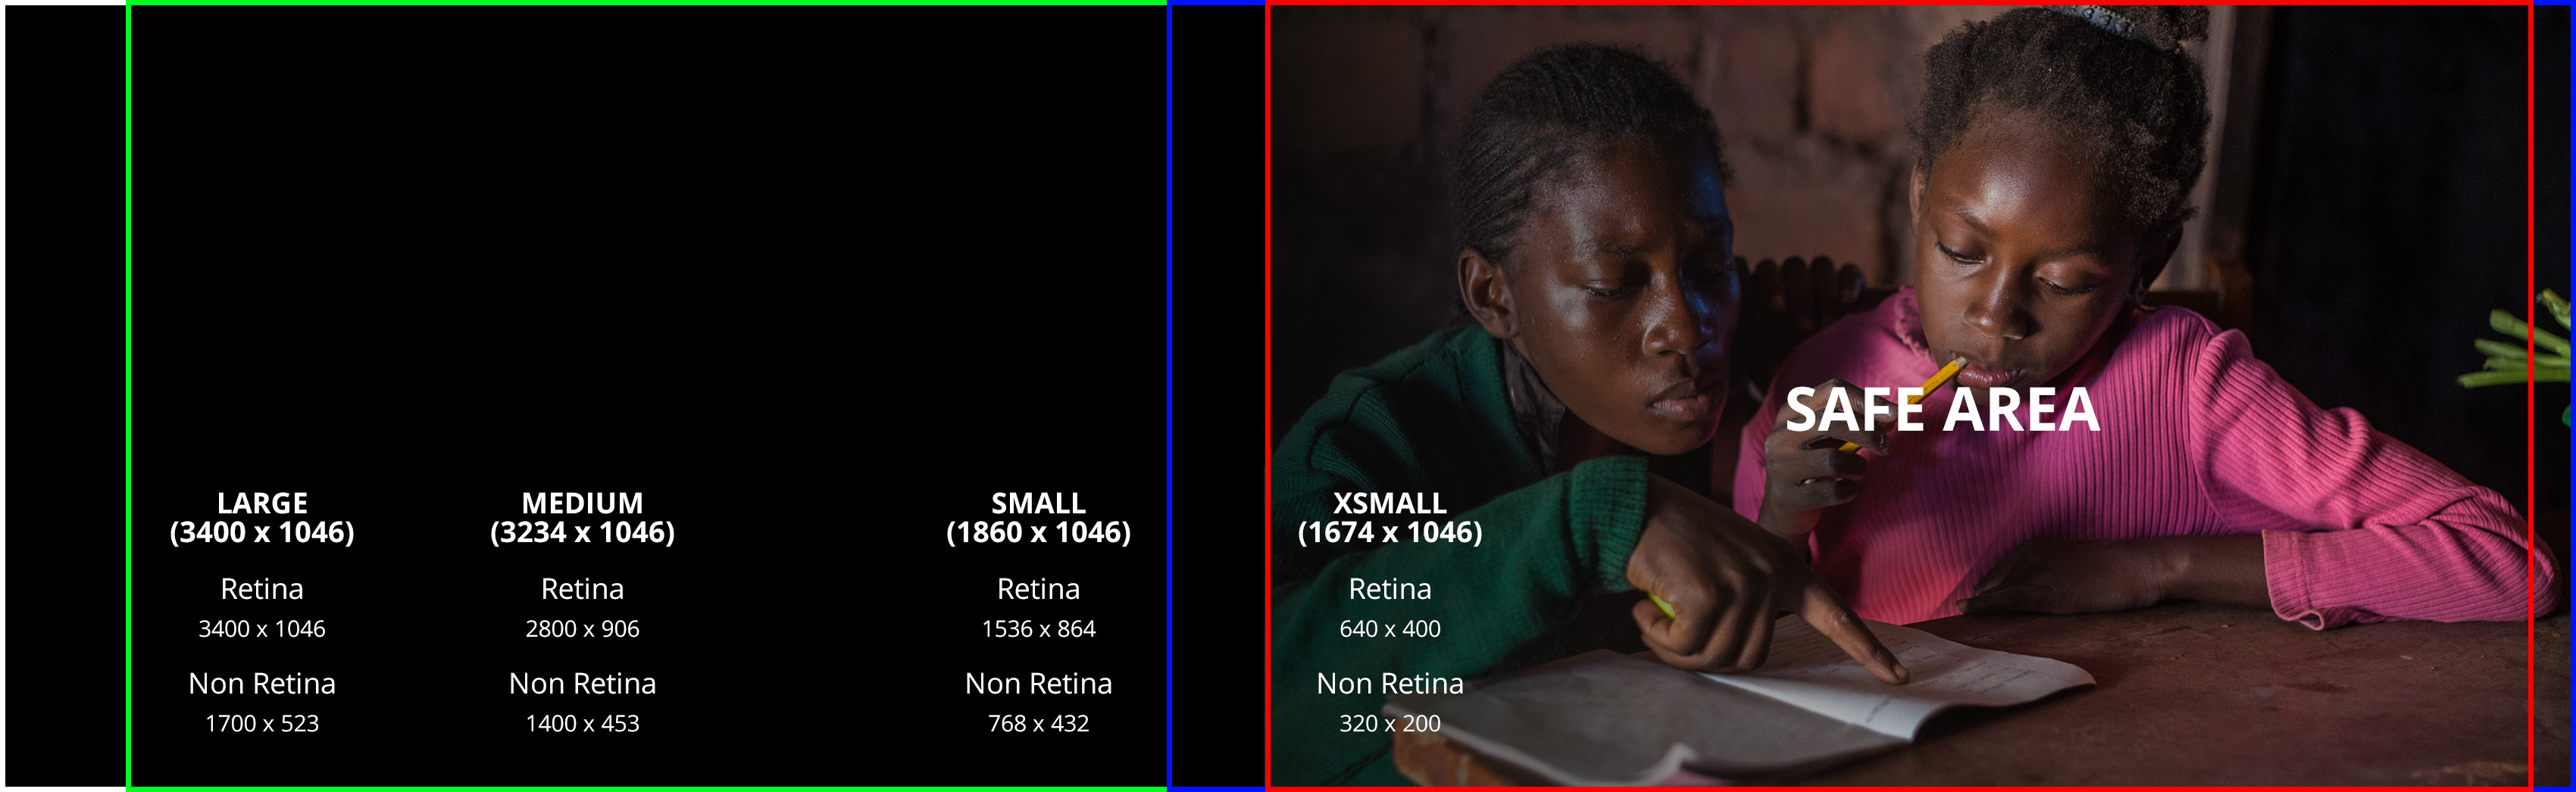 SAFE AREA
LARGE
(3400 x 1046)
Retina
3400 x 1046
Non Retina
1700 x 523
MEDIUM
(3234 x 1046)
Retina
2800 x 906
Non Retina
1400 x 453
SMALL
(1860 x 1046)
Retina
1536 x 864
Non Retina
768 x 432
XSMALL
(1674 x 1046)
Retina
640 x 400
Non Retina
320 x 200